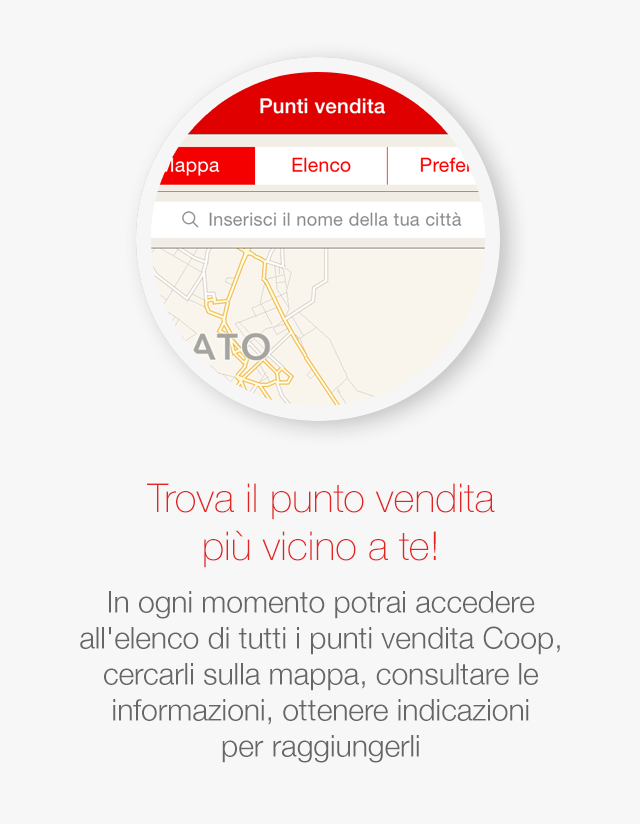 Punti vendita
Mappa Elenco Prefer
Inserisci il nome della tua città
ATO
Trova il punto vendita
più vicino a te!
In ogni momento potrai accedere
all'elenco di tutti i punti vendita Coop,
cercarli sulla mappa, consultare le
informazioni, ottenere indicazioni
per raggiungerli